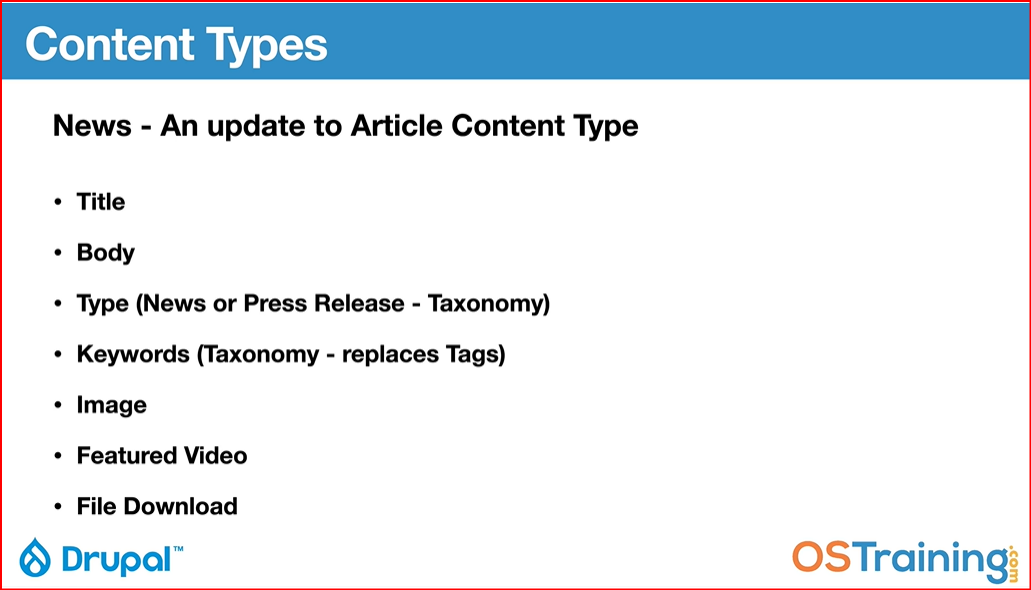 Content Types
News - An update to Article Content Type
• Title
• Body
• Type (News or Press Release - Taxonomy)
• Keywords (Taxonomy - replaces Tags)
• Image
• Featured Video
• File Download
Drupal™
OSTraining.com